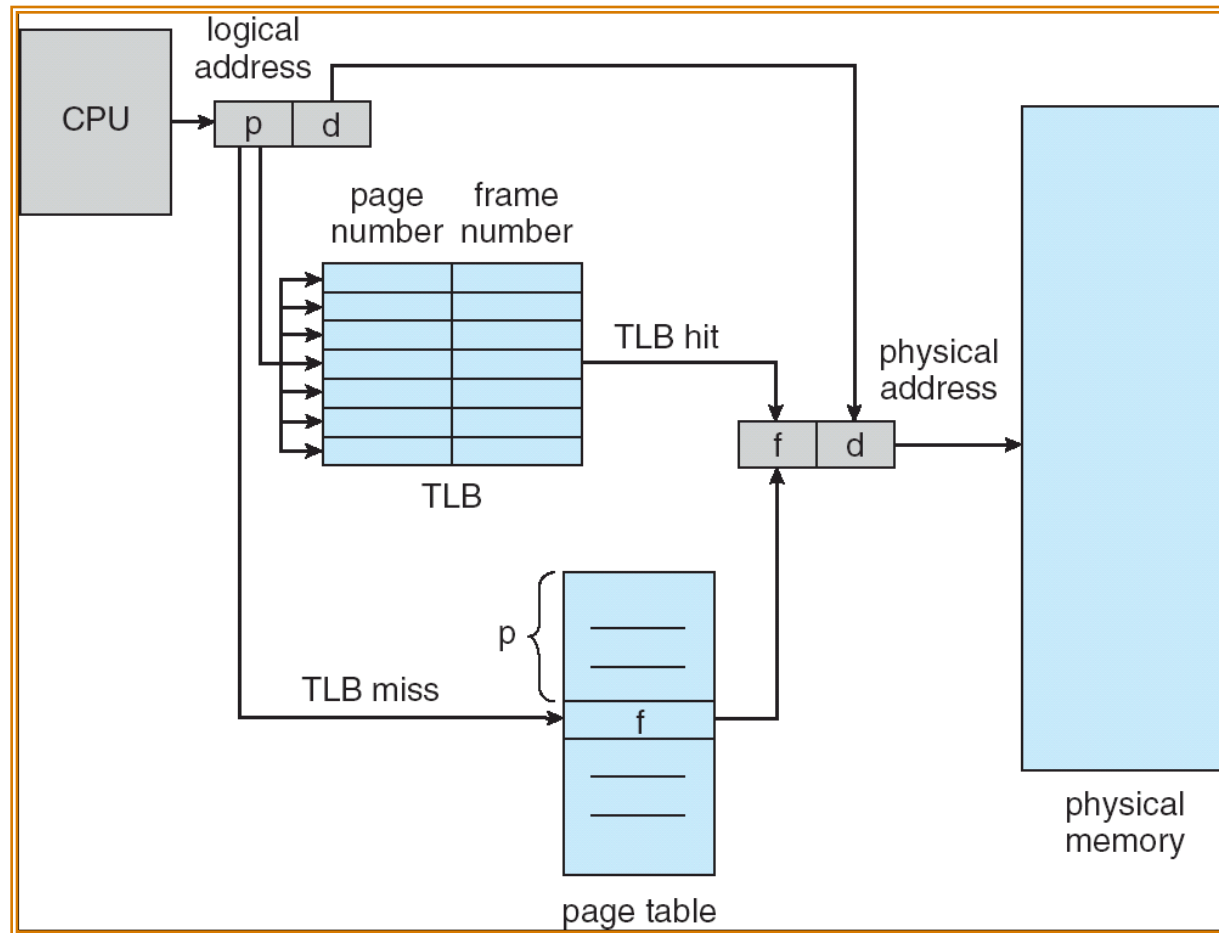 logical
address
CPU
p
d
page
number
frame
number
TLB hit
physical
address
f
d
TLB
p
TLB miss
f
physical
memory
page table